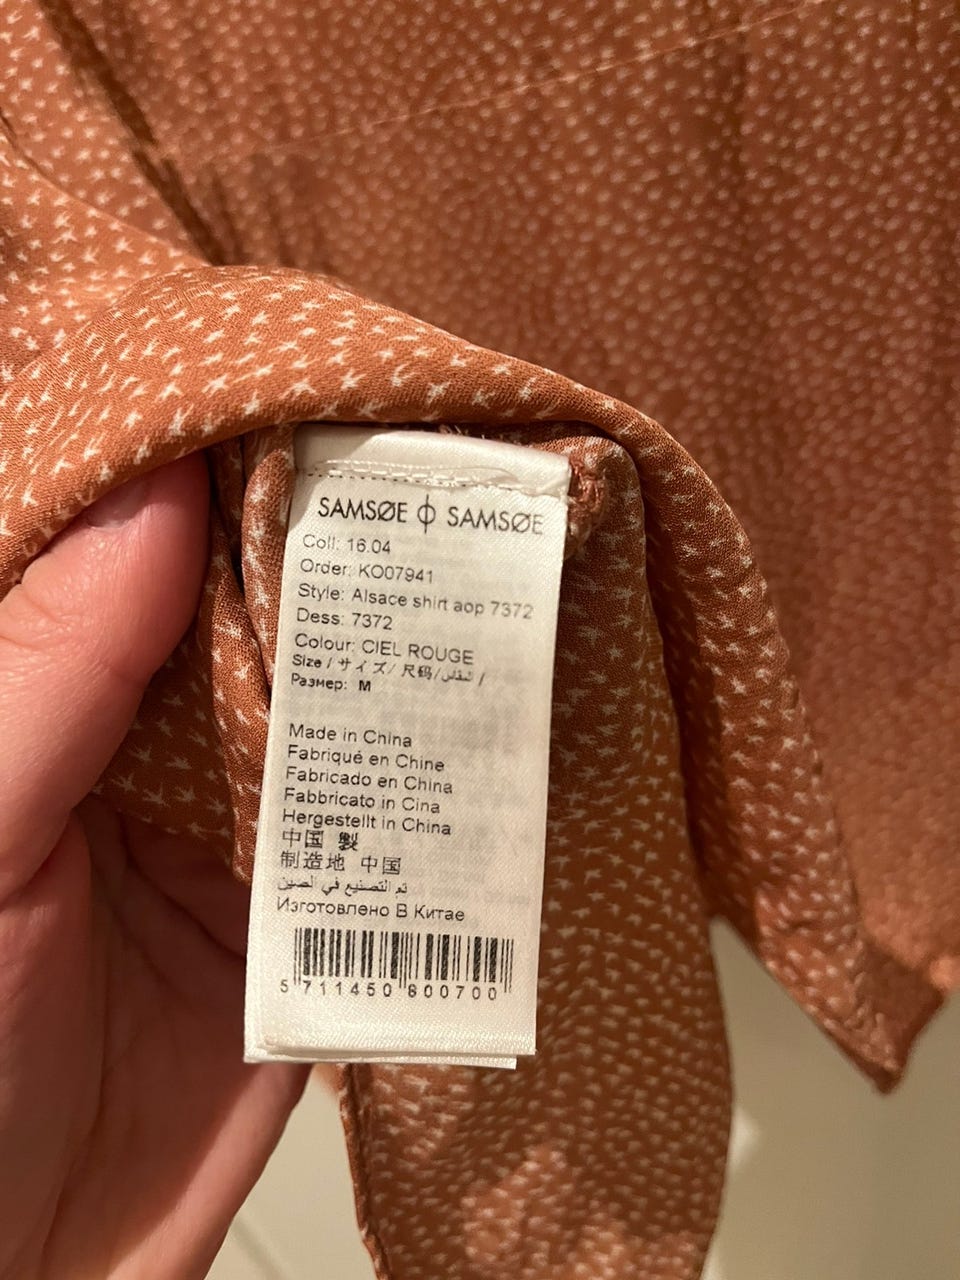 SAMSØE ϕ SAMSØE
Coll: 16.04
Order: KO07941
Style: Alsace shirt aop 7372
Dess: 7372
Colour: CIEL ROUGE
Size / サイズ/ 尺码/المقاس /
Размер: M
Made in China
Fabriqué en Chine
Fabricado en China
Fabbricato in Cina
Hergestellt in China
中国 製
制造地 中国
تم التصنيع في الصين
Изготовлено В Китае
5 711450 800700